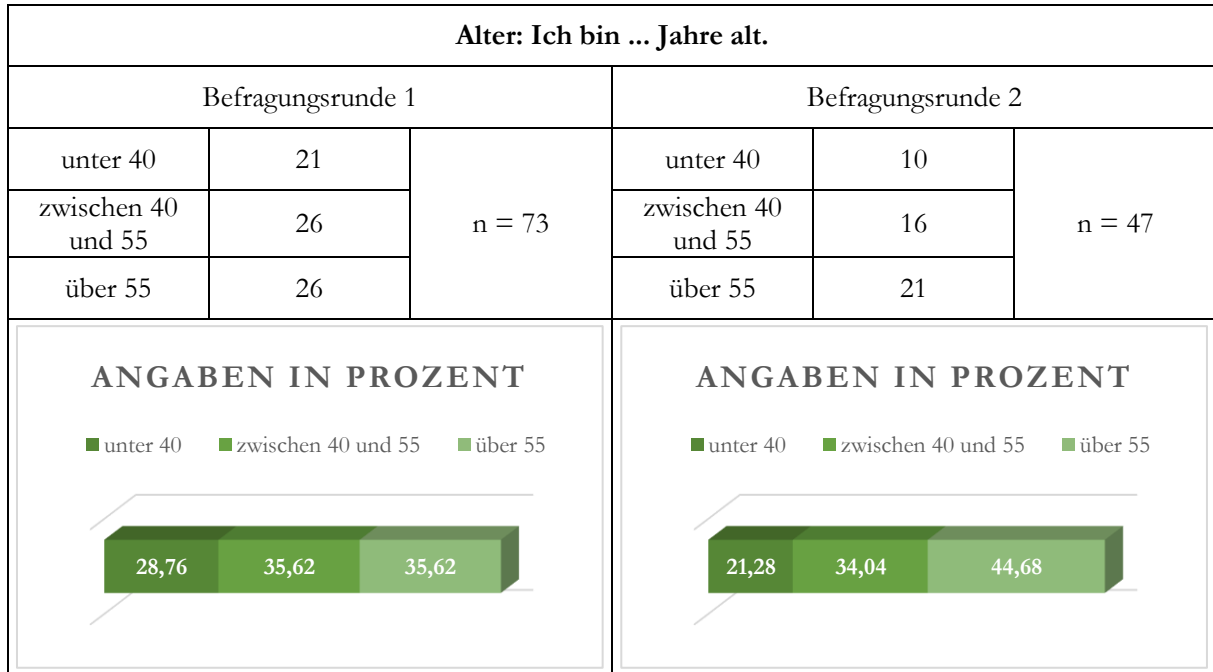 Alter: Ich bin ... Jahre alt.
Befragungsrunde 1
Befragungsrunde 2
unter 40
21
n = 73
unter 40
10
n = 47
zwischen 40
und 55
26
zwischen 40
und 55
16
über 55
26
über 55
21
ANGABEN IN PROZENT
unter 40 zwischen 40 und 55 über 55
28,76 35,62 35,62
ANGABEN IN PROZENT
unter 40 zwischen 40 und 55 über 55
21,28 34,04 44,68